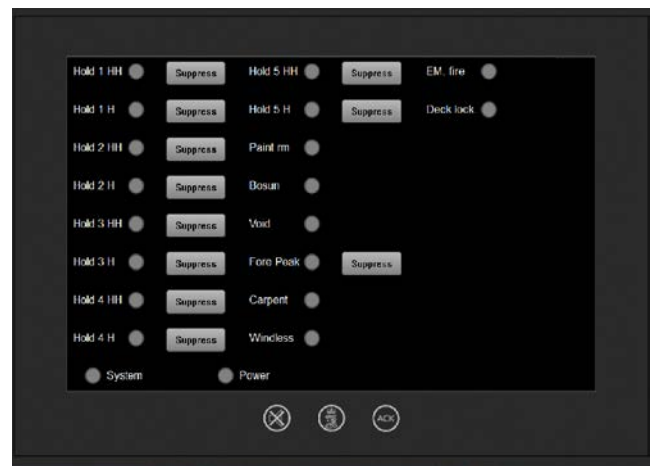 Hold 1 HH Suppress Hold 5 HH Suppress EM. fire
Hold 1 H Suppress Hold 5 H Suppress Deck lock
Hold 2 HH Suppress Paint rm
Hold 2 H Suppress Bosun
Hold 3 HH Suppress Void
Hold 3 H Suppress Fore Peak Suppress
Hold 4 HH Suppress Carpent
Hold 4 H Suppress Windless
System Power
ACK